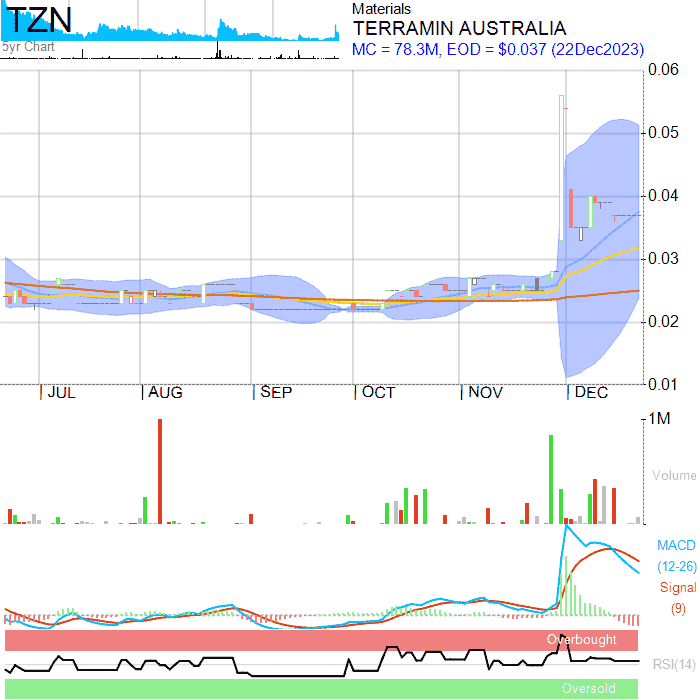 TZN
5yr Chart
Materials
TERRAMIN AUSTRALIA
MC = 78.3M, EOD = $0.037 (22Dec2023)
0.06
0.05
0.04
0.03
0.02
0.01
JUL AUG SEP OCT NOV DEC
1M
Volume
MACD
(12-26)
Signal
(9)
Overbought
RSI(14)
Oversold